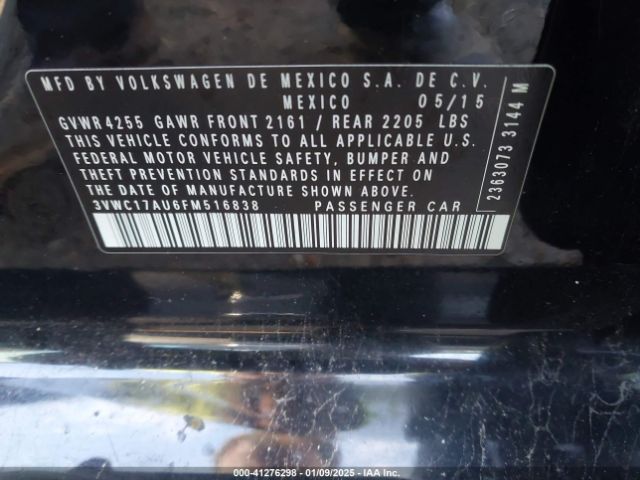 MFD BY VOLKSWAGEN DE MEXICO S.A. DE C.V.
MEXICO 05/15
GVWR 4255 GAWR FRONT 2161 / REAR 2205 LBS
THIS VEHICLE CONFORMS TO ALL APPLICABLE U.S.
FEDERAL MOTOR VEHICLE SAFETY, BUMPER AND
THEFT PREVENTION STANDARDS IN EFFECT ON
THE DATE OF MANUFACTURE SHOWN ABOVE.
3VWC17AU6FM516838 PASSENGER CAR
2363073 3144 M
000-41276298 - 01/09/2025 - IAA Inc.